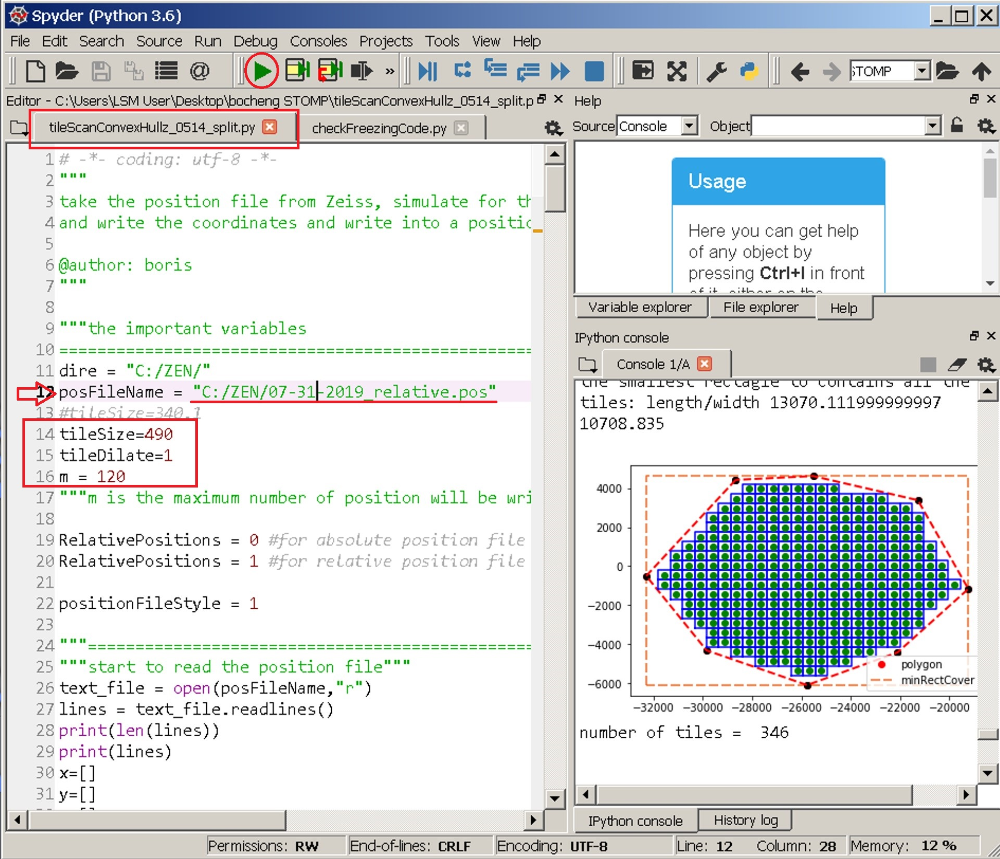 Spyder (Python 3.6)
File Edit Search Source Run Debug Consoles Projects Tools View Help
@ » STOMP
Editor - C:\Users\LSM User\Desktop\bocheng STOMP\tileScanConvexHullz_0514_split.p
tileScanConvexHullz_0514_split.py checkFreezingCode.py
1 # -*- coding: utf-8 -*-
2 """
3 take the position file from Zeiss, simulate for th
4 and write the coordinates and write into a positic
5
6 @author: boris
7 """
8
9 """the important variables
10 ==================================================
11 dire = "C:/ZEN/"
12 posFileName = "C:/ZEN/07-31-2019_relative.pos"
13 #tileSize=340.1
14 tileSize=490
15 tileDilate=1
16 m = 120
17 """m is the maximum number of position will be wri
18
19 RelativePositions = 0 #for absolute position file
20 RelativePositions = 1 #for relative position file
21
22 positionFileStyle = 1
23
24 """===============================================
25 """start to read the position file"""
26 text_file = open(posFileName,"r")
27 lines = text_file.readlines()
28 print(len(lines))
29 print(lines)
30 x=[]
31 y=[]
Help
Source Console Object
Usage
Here you can get help
of any object by
pressing Ctrl+I in front
of it, either on the
Variable explorer File explorer Help
IPython console
Console 1/A
the smallest rectagle to contains all the
tiles: length/width 13070.111999999997
10708.835
4000
2000
0
−2000
−4000
−6000
−32000 −30000 −28000 −26000 −24000 −22000 −20000
polygon
minRectCover
number of tiles = 346
IPython console History log
Permissions: RW End-of-lines: CRLF Encoding: UTF-8 Line: 12 Column: 28 Memory: 12 %